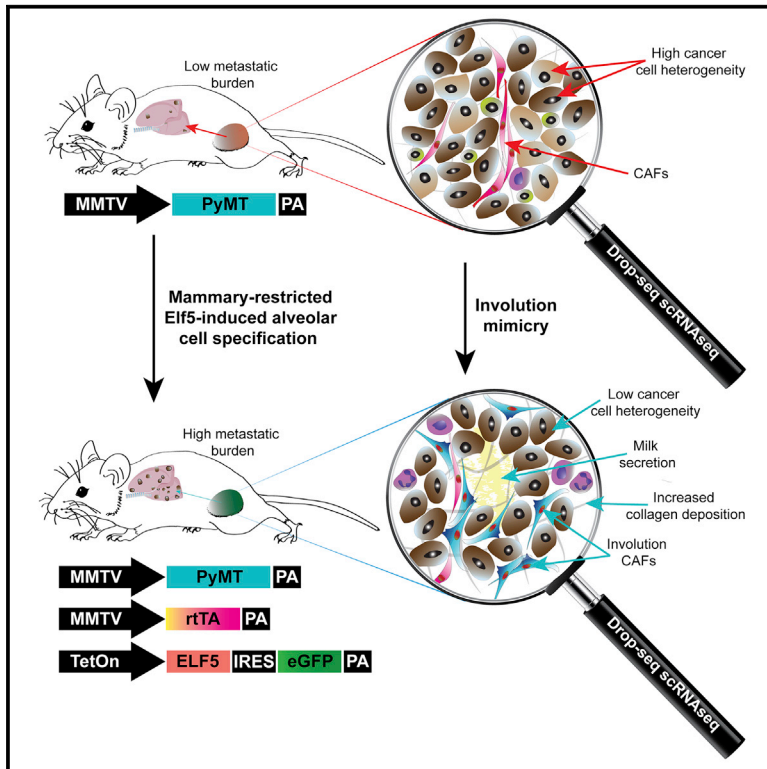 Low metastatic
burden
MMTV
PyMT
PA
High cancer
cell heterogeneity
CAFs
Drop-seq scRNAseq
Mammary-restricted
Elf5-induced alveolar
cell specification
Involution
mimicry
High metastatic
burden
MMTV
PyMT
PA
MMTV
rtTA
PA
TetOn
ELF5
IRES
eGFP
PA
Low cancer
cell heterogeneity
Milk
secretion
Increased
collagen deposition
Involution
CAFs
Drop-seq scRNAseq